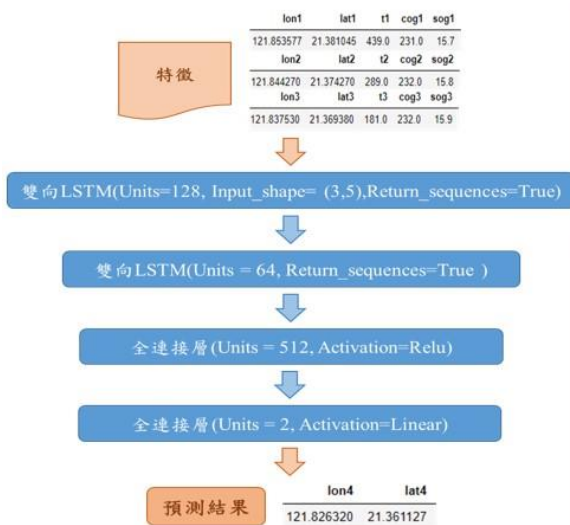 lon1 lat1 t1 cog1 sog1
121.853577 21.381045 439.0 231.0 15.7
lon2 lat2 t2 cog2 sog2
121.844270 21.374270 289.0 232.0 15.8
lon3 lat3 t3 cog3 sog3
121.837530 21.369380 181.0 232.0 15.9
特徵
雙向LSTM(Units=128, Input_shape= (3,5),Return_sequences=True)
雙向LSTM(Units = 64, Return_sequences=True )
全連接層(Units = 512, Activation=Relu)
全連接層(Units = 2, Activation=Linear)
預測結果
lon4 lat4
121.826320 21.361127